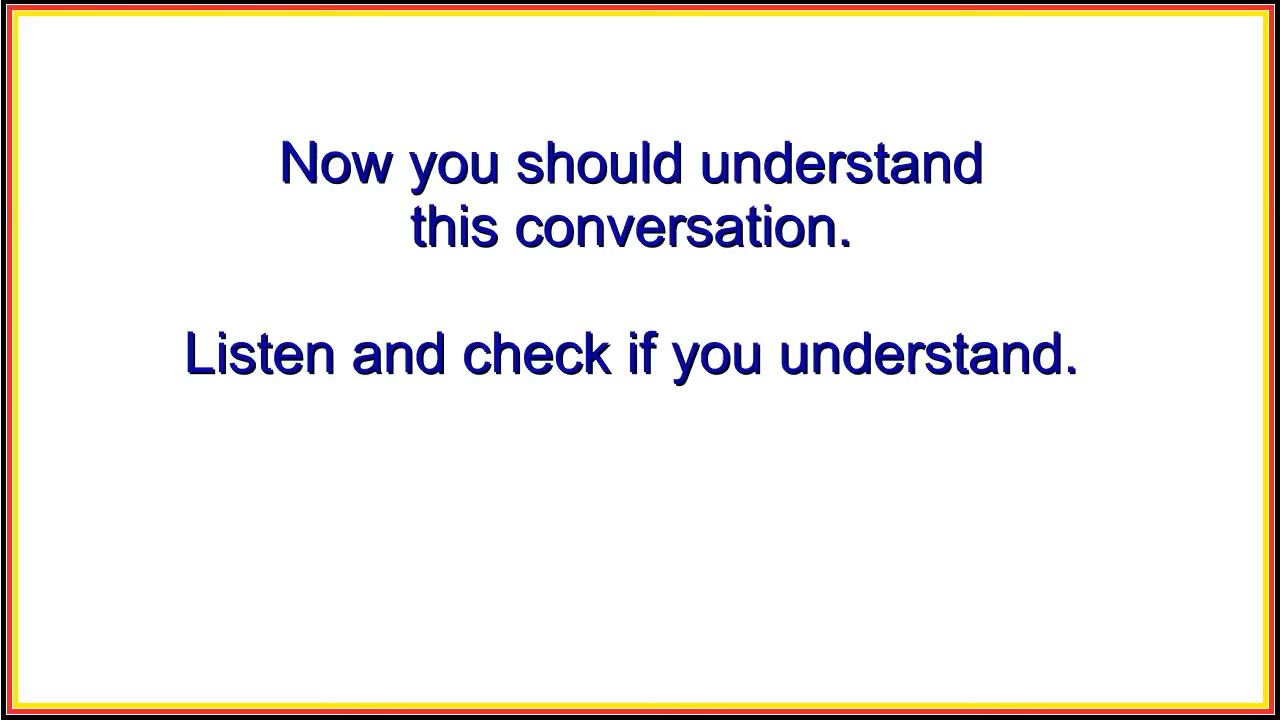 Now you should understand
this conversation.
Listen and check if you understand.